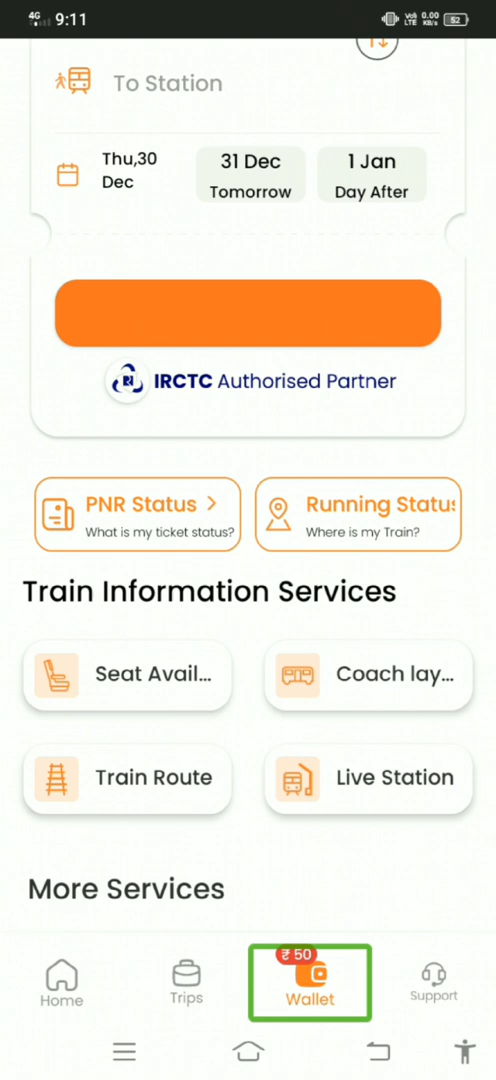 4G 9:11 Vo)) LTE 0.00 KB/s 52
To Station
Thu,30
Dec
31 Dec
Tomorrow
1 Jan
Day After
IRCTC Authorised Partner
PNR Status >
What is my ticket status?
Running Status
Where is my Train?
Train Information Services
Seat Avail...
Coach lay...
Train Route
Live Station
More Services
₹ 50
Home
Trips
Wallet
Support